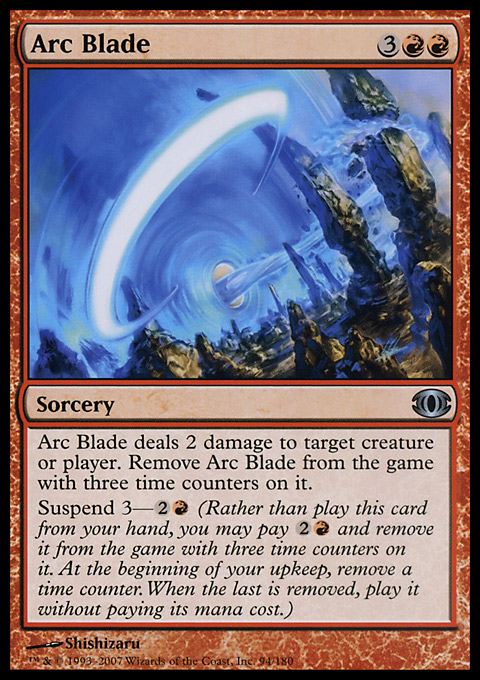 Arc Blade 3
Sorcery
Arc Blade deals 2 damage to target creature
or player. Remove Arc Blade from the game
with three time counters on it.
Suspend 3—2 (Rather than play this card
from your hand, you may pay 2 and remove
it from the game with three time counters on
it. At the beginning of your upkeep, remove a
time counter. When the last is removed, play it
without paying its mana cost.)
Shishizaru
™ & © 1993-2007 Wizards of the Coast, Inc. 94/180